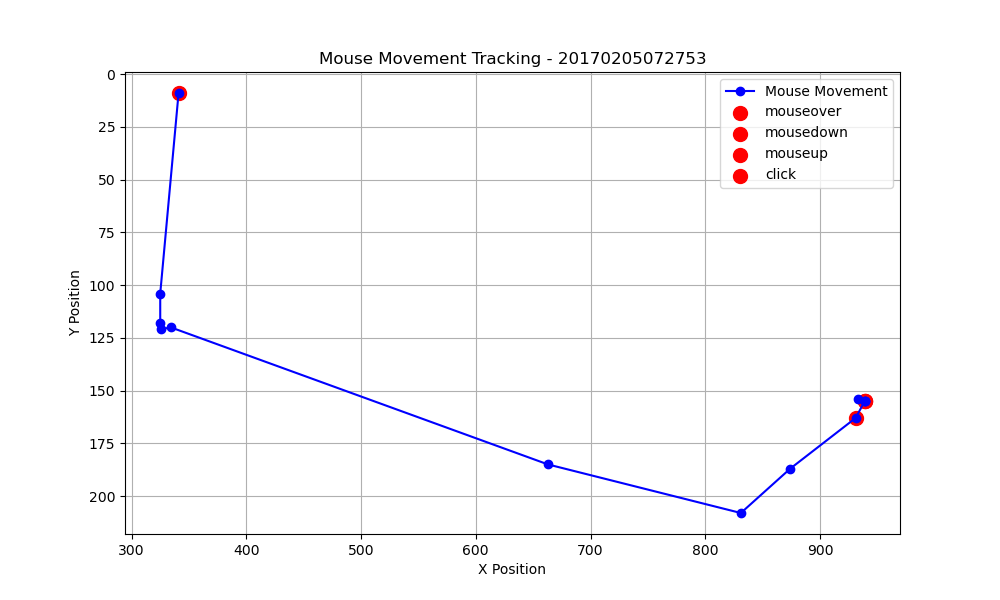 Mouse Movement Tracking - 20170205072753
Mouse Movement
mouseover
mousedown
mouseup
click
0
25
50
75
100
125
150
175
200
Y Position
300 400 500 600 700 800 900
X Position